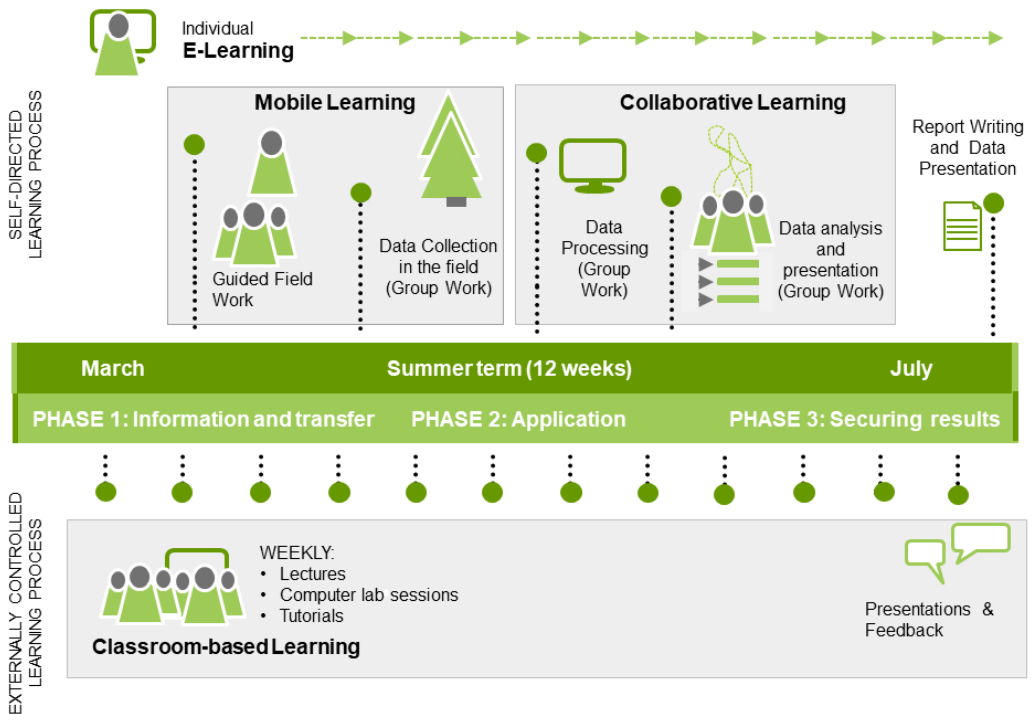 Individual
E-Learning
SELF-DIRECTED
LEARNING PROCESS
Mobile Learning
Guided Field
Work
Data Collection
in the field
(Group Work)
Collaborative Learning
Data
Processing
(Group
Work)
Data analysis
and
presentation
(Group Work)
Report Writing
and Data
Presentation
March
Summer term (12 weeks)
July
PHASE 1: Information and transfer
PHASE 2: Application
PHASE 3: Securing results
EXTERNALLY CONTROLLED
LEARNING PROCESS
WEEKLY:
• Lectures
• Computer lab sessions
• Tutorials
Classroom-based Learning
Presentations &
Feedback